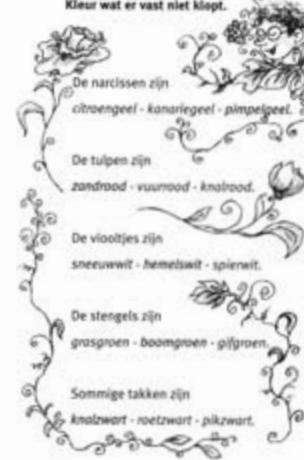 Kleur wat er vast niet klopt.
De narcissen zijn
citroengeel - kanariegeel - pimpelgeel.
De tulpen zijn
zandrood - vuurrood - knalrood.
De viooltjes zijn
sneeuwwit - hemelswit - spierwit.
De stengels zijn
grasgroen - boomgroen - gifgroen.
Sommige takken zijn
knalzwart - roetzwart - pikzwart.